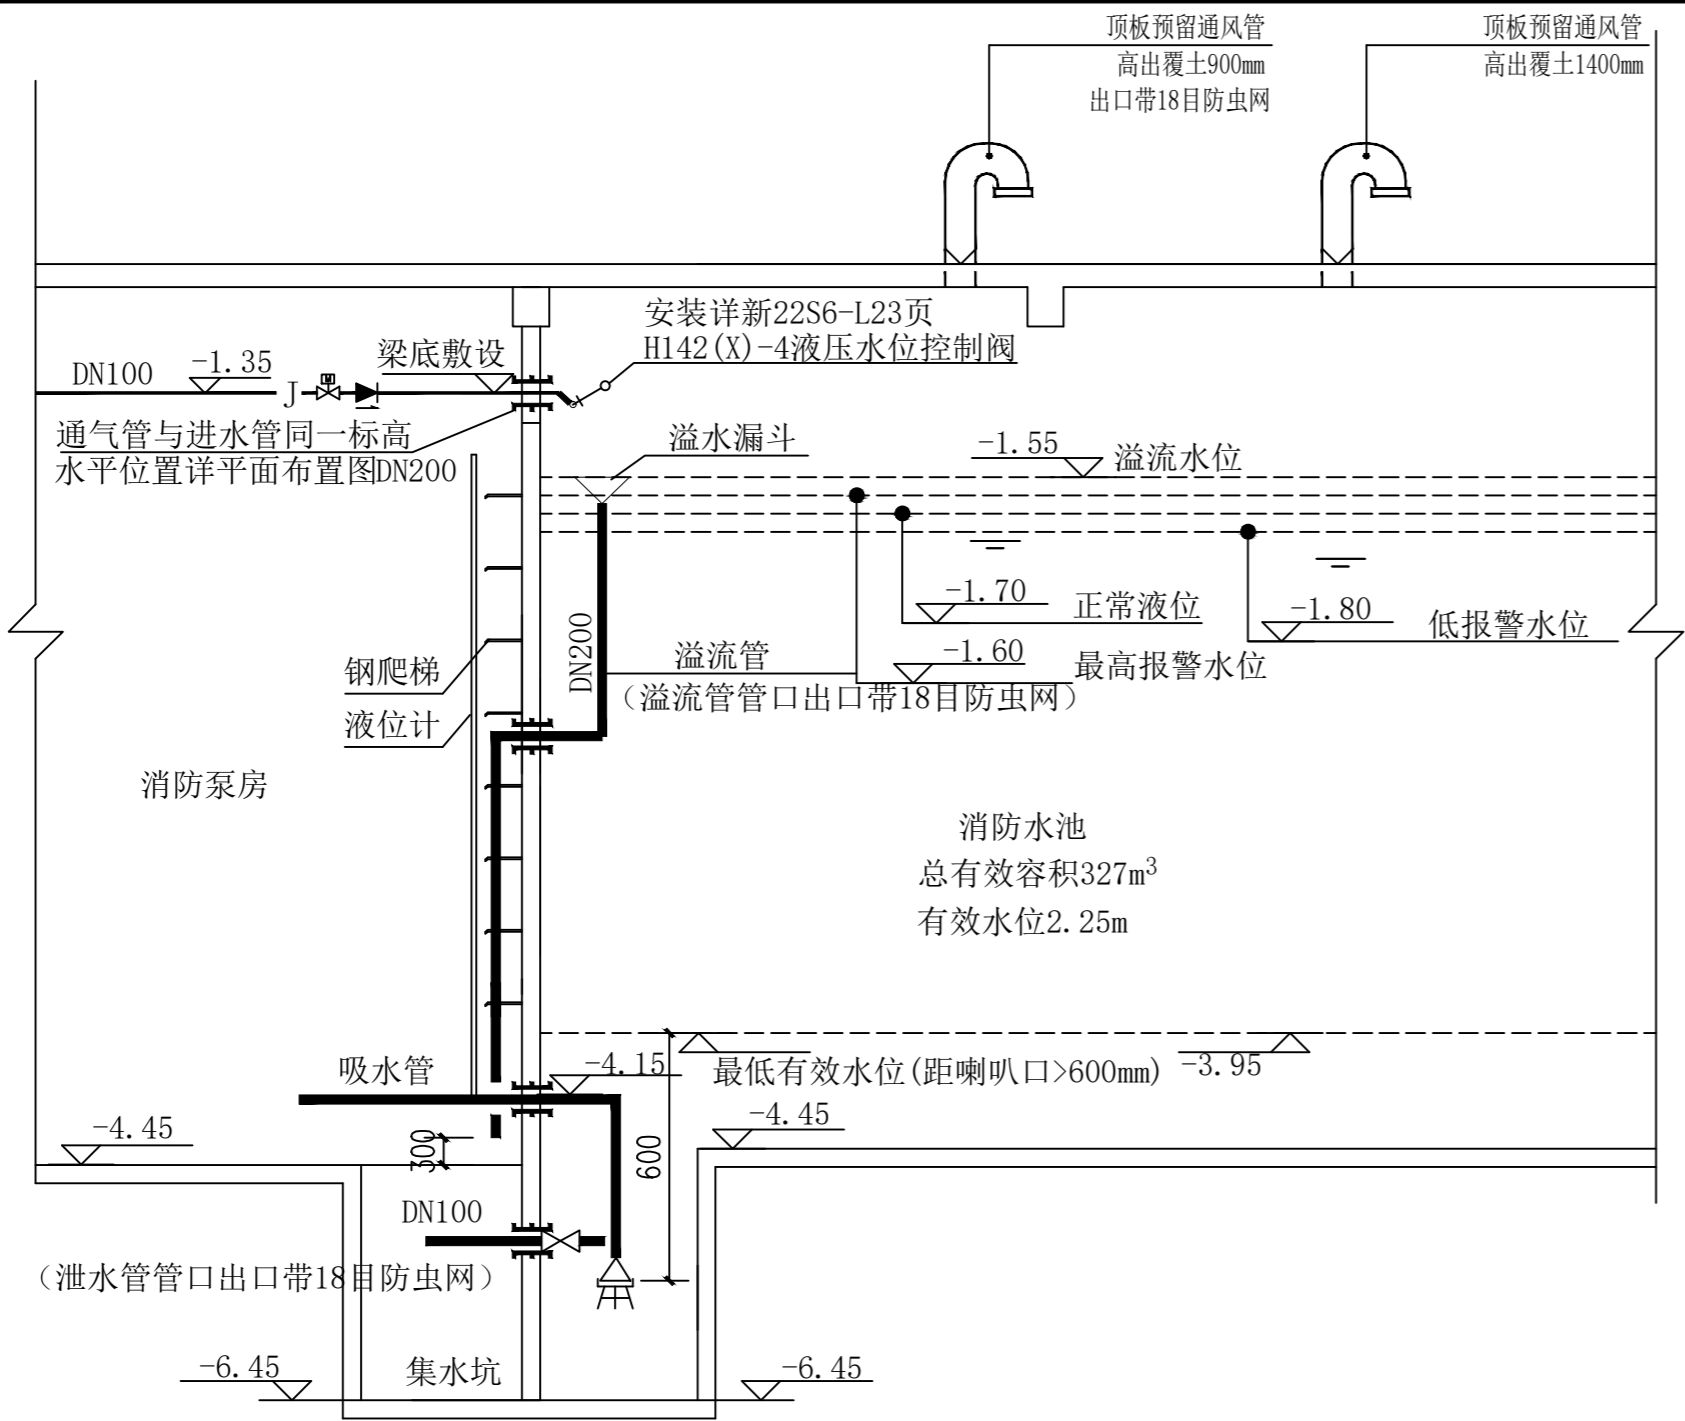 顶板预留通风管
高出覆土900mm
出口带18目防虫网
顶板预留通风管
高出覆土1400mm
安装详新22S6-L23页
H142(X)-4液压水位控制阀
DN100
-1.35
J
M
梁底敷设
通气管与进水管同一标高
水平位置详平面布置图DN200
溢水漏斗
-1.55
溢流水位
-1.70
正常液位
-1.80
低报警水位
-1.60
最高报警水位
DN200
溢流管
(溢流管管口出口带18目防虫网)
钢爬梯
液位计
消防泵房
消防水池
总有效容积327m³
有效水位2.25m
吸水管
-4.15
最低有效水位(距喇叭口>600mm)
-3.95
-4.45
-4.45
300
600
DN100
(泄水管管口出口带18目防虫网)
-6.45
集水坑
-6.45